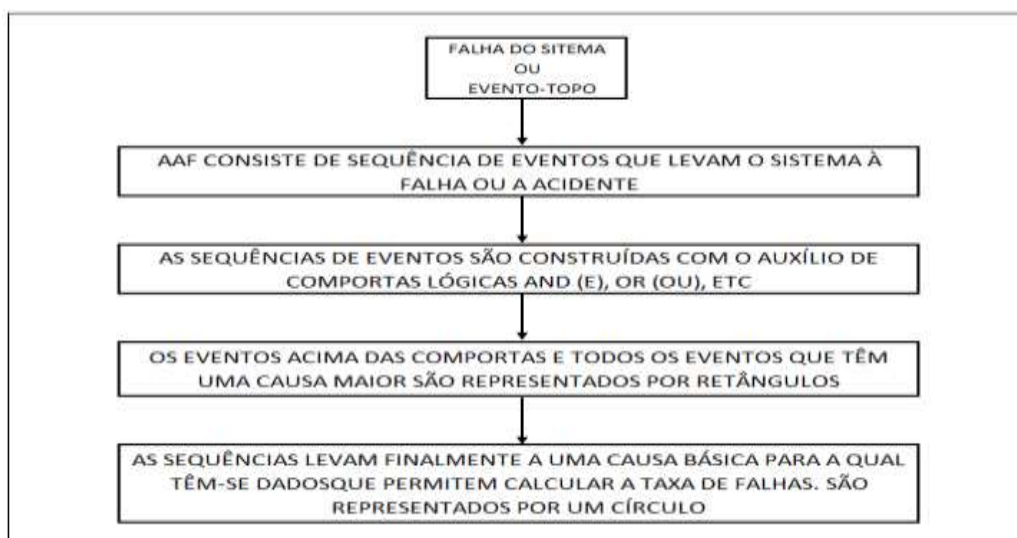 FALHA DO SITEMA
OU
EVENTO-TOPO
AAF CONSISTE DE SEQUÊNCIA DE EVENTOS QUE LEVAM O SISTEMA À
FALHA OU A ACIDENTE
AS SEQUÊNCIAS DE EVENTOS SÃO CONSTRUÍDAS COM O AUXÍLIO DE
COMPORTAS LÓGICAS AND (E), OR (OU), ETC
OS EVENTOS ACIMA DAS COMPORTAS E TODOS OS EVENTOS QUE TÊM
UMA CAUSA MAIOR SÃO REPRESENTADOS POR RETÂNGULOS
AS SEQUÊNCIAS LEVAM FINALMENTE A UMA CAUSA BÁSICA PARA A QUAL
TÊM-SE DADOSQUE PERMITEM CALCULAR A TAXA DE FALHAS. SÃO
REPRESENTADOS POR UM CÍRCULO